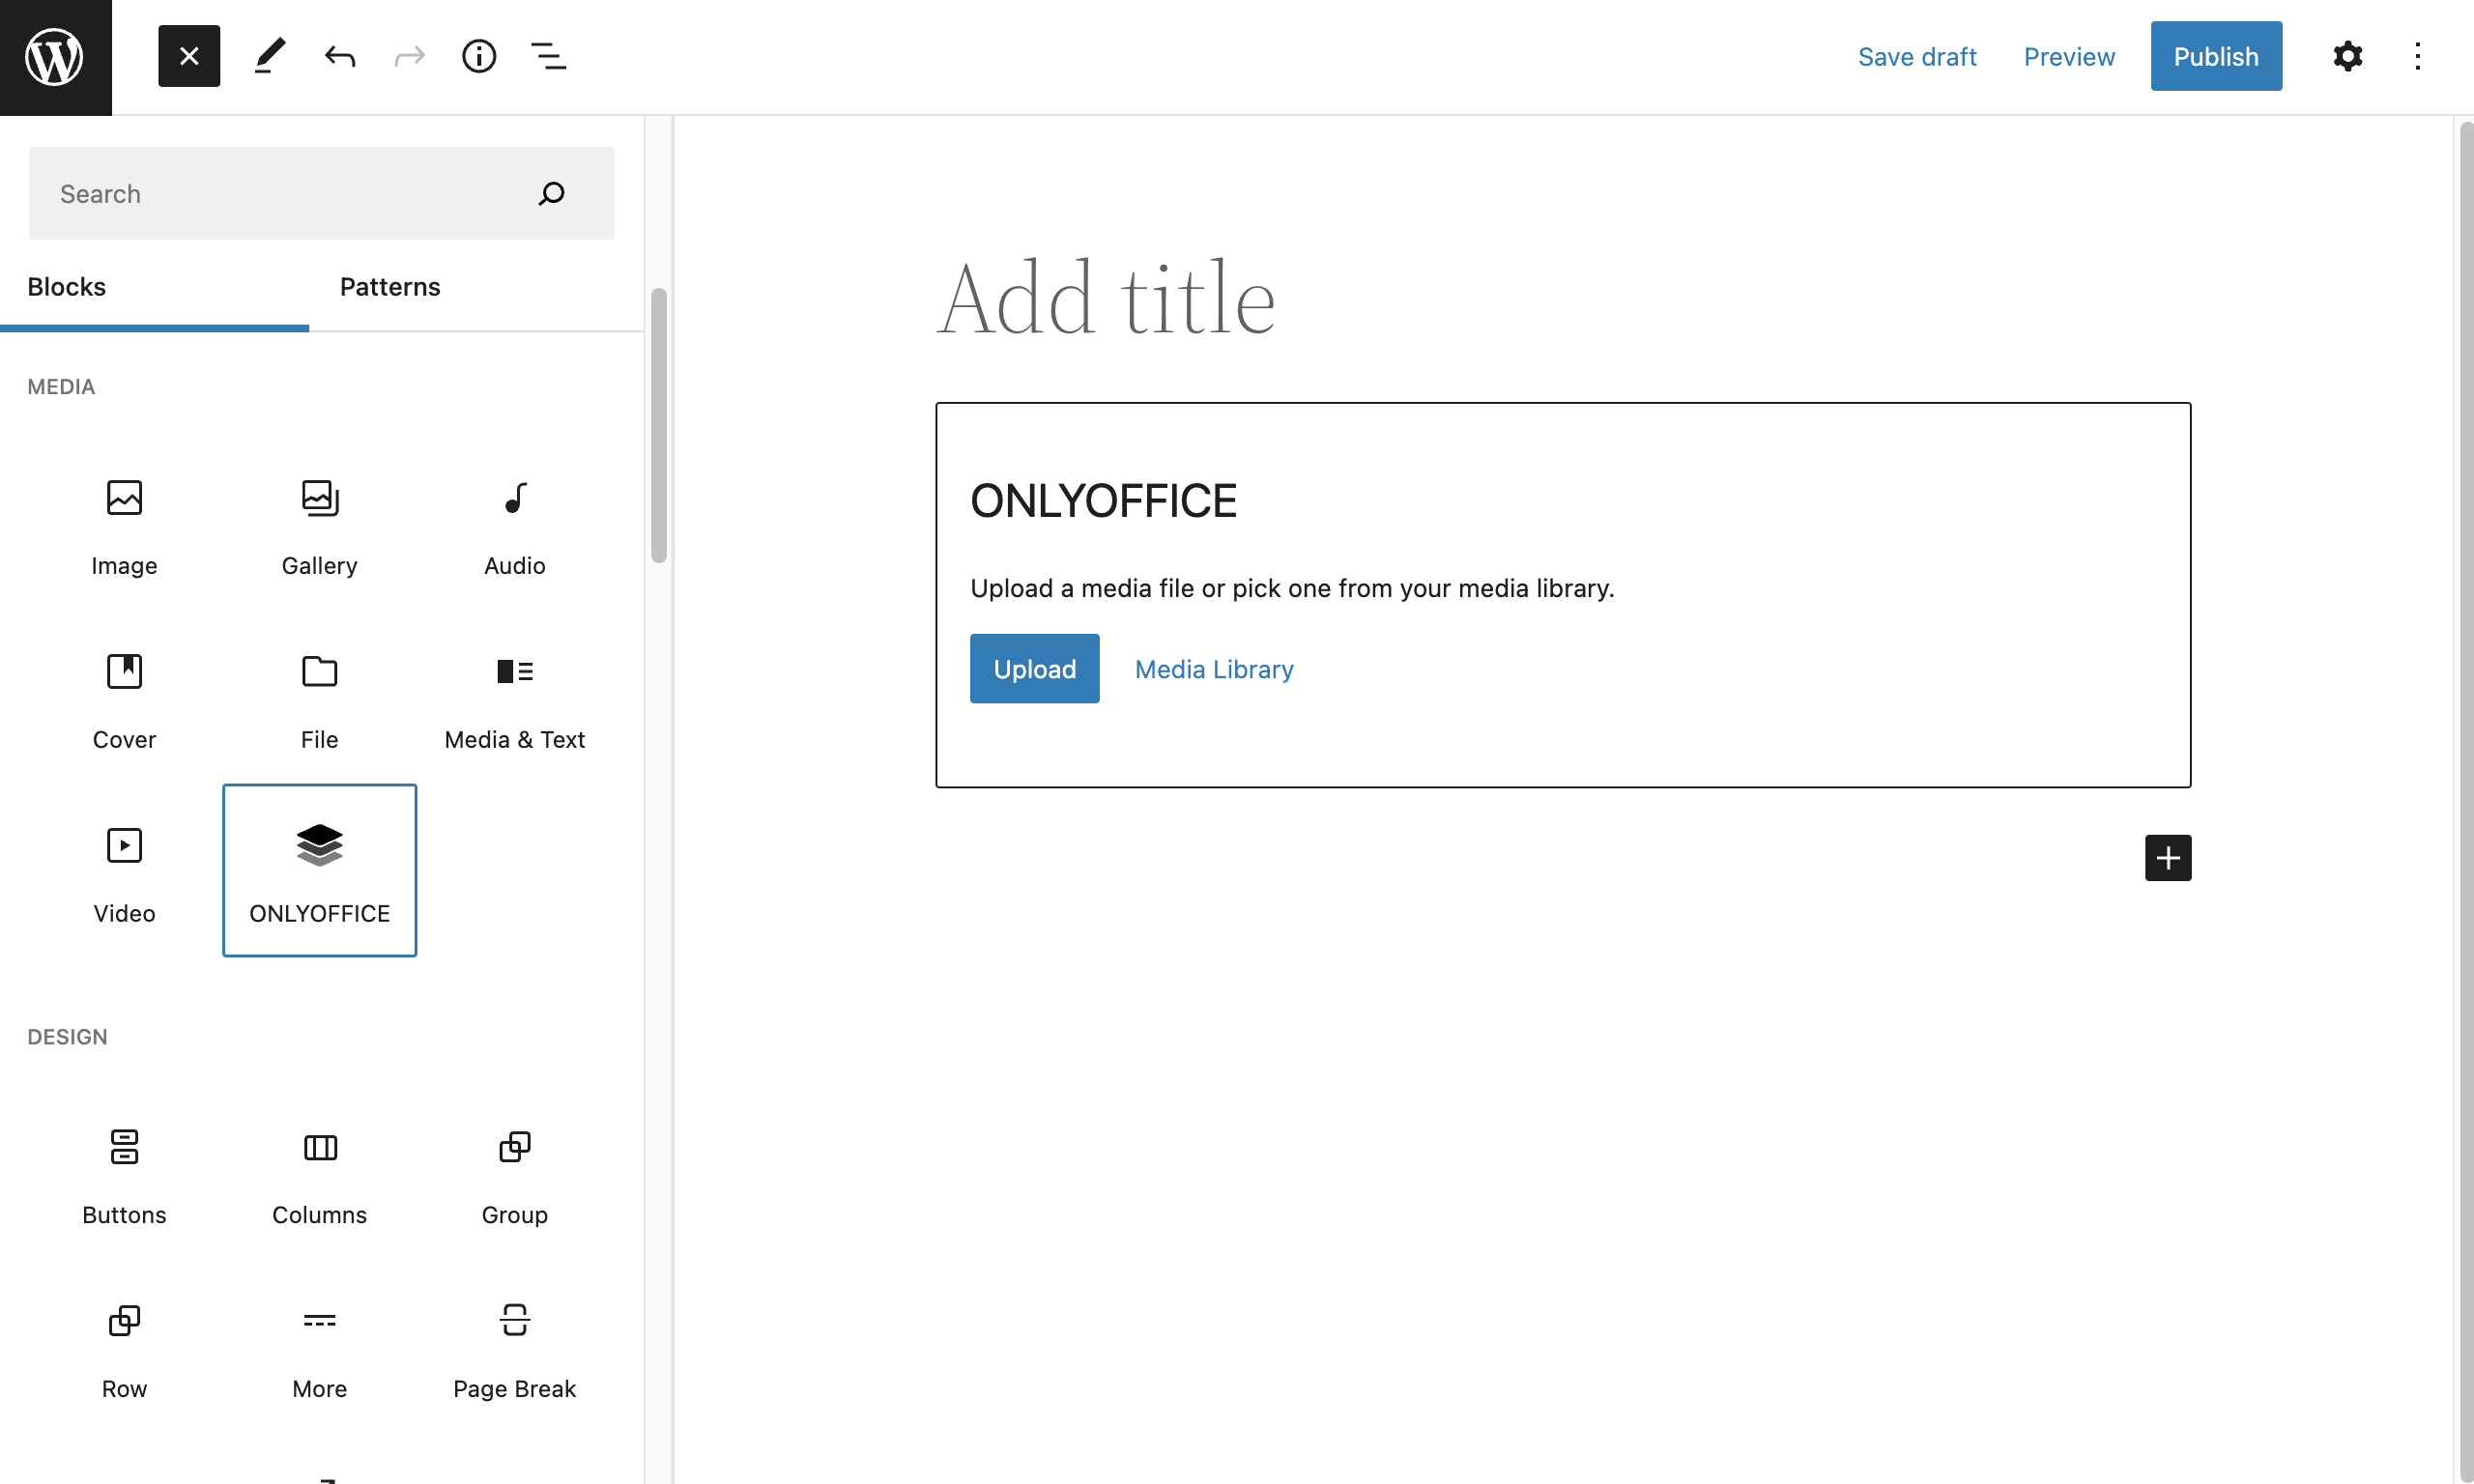 Save draft Preview Publish
Search
Blocks Patterns
MEDIA
Image Gallery Audio
Cover File Media & Text
Video ONLYOFFICE
DESIGN
Buttons Columns Group
Row More Page Break
Add title
ONLYOFFICE
Upload a media file or pick one from your media library.
Upload Media Library